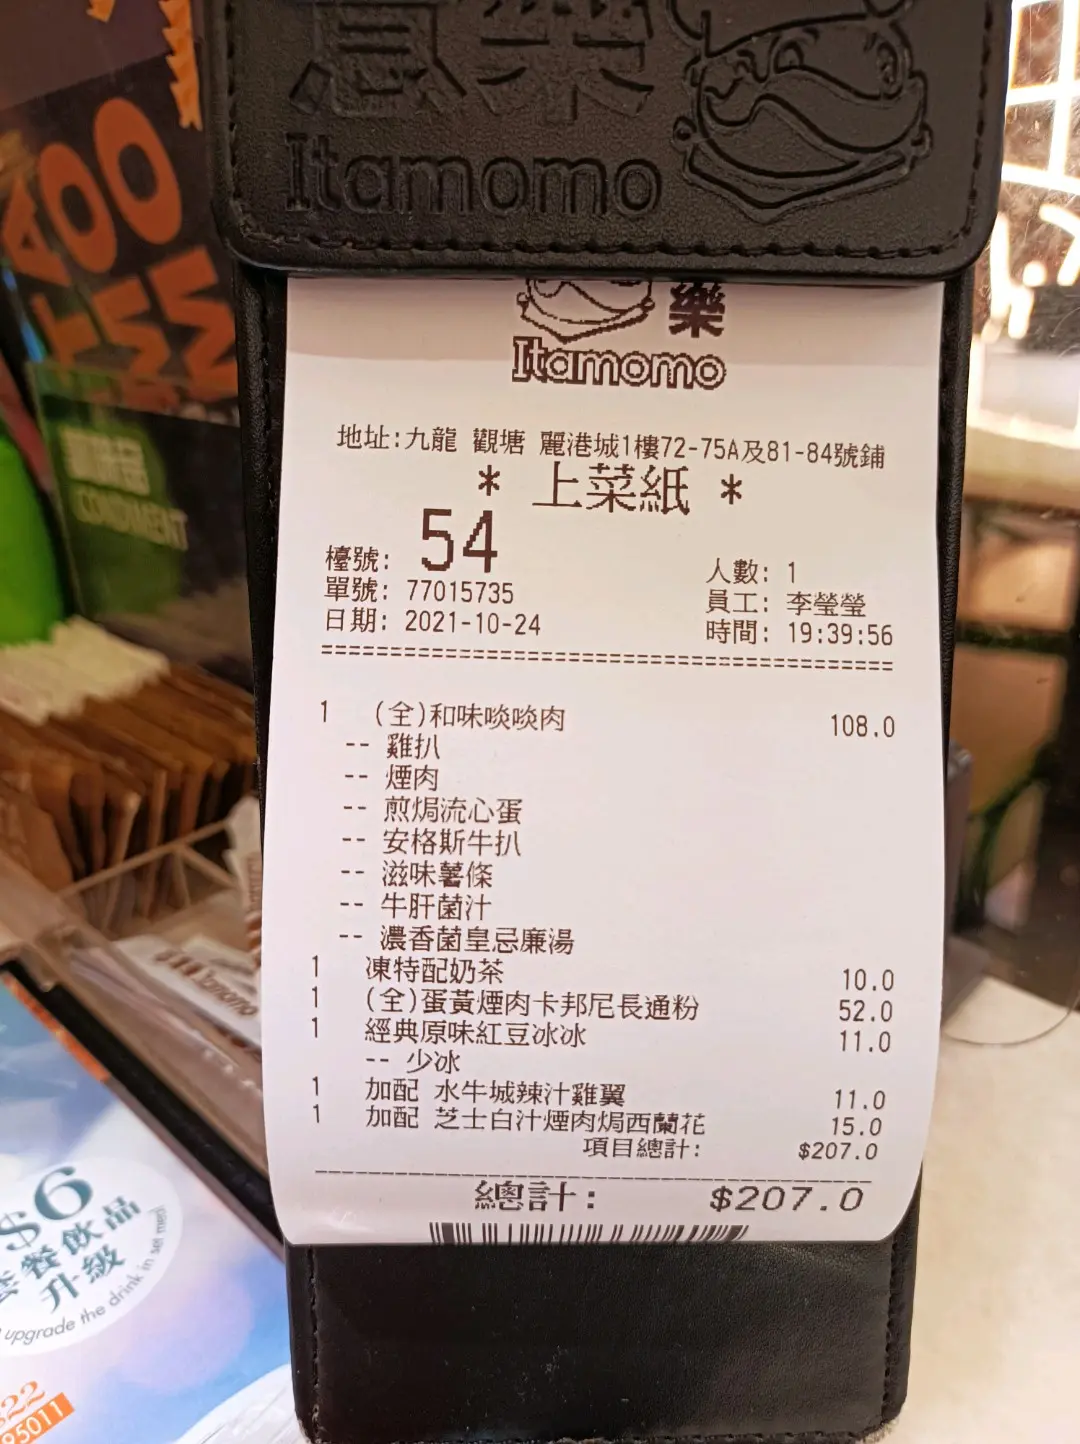 意樂
Itamomo
樂
Itamomo
地址:九龍 觀塘 麗港城1樓72-75A及81-84號鋪
* 上菜紙 *
檯號: 54
人數: 1
單號: 77015735
員工: 李瑩瑩
日期: 2021-10-24
時間: 19:39:56
1 (全)和味啖啖肉 108.0
-- 雞扒
-- 煙肉
-- 煎焗流心蛋
-- 安格斯牛扒
-- 滋味薯條
-- 牛肝菌汁
-- 濃香菌皇忌廉湯
1 凍特配奶茶 10.0
1 (全)蛋黃煙肉卡邦尼長通粉 52.0
1 經典原味紅豆冰冰 11.0
-- 少冰
1 加配 水牛城辣汁雞翼 11.0
1 加配 芝士白汁煙肉焗西蘭花 15.0
項目總計: $207.0
總計: $207.0
CONDIMENT
$6
套餐飲品
升級
upgrade the drink in set meal
95011